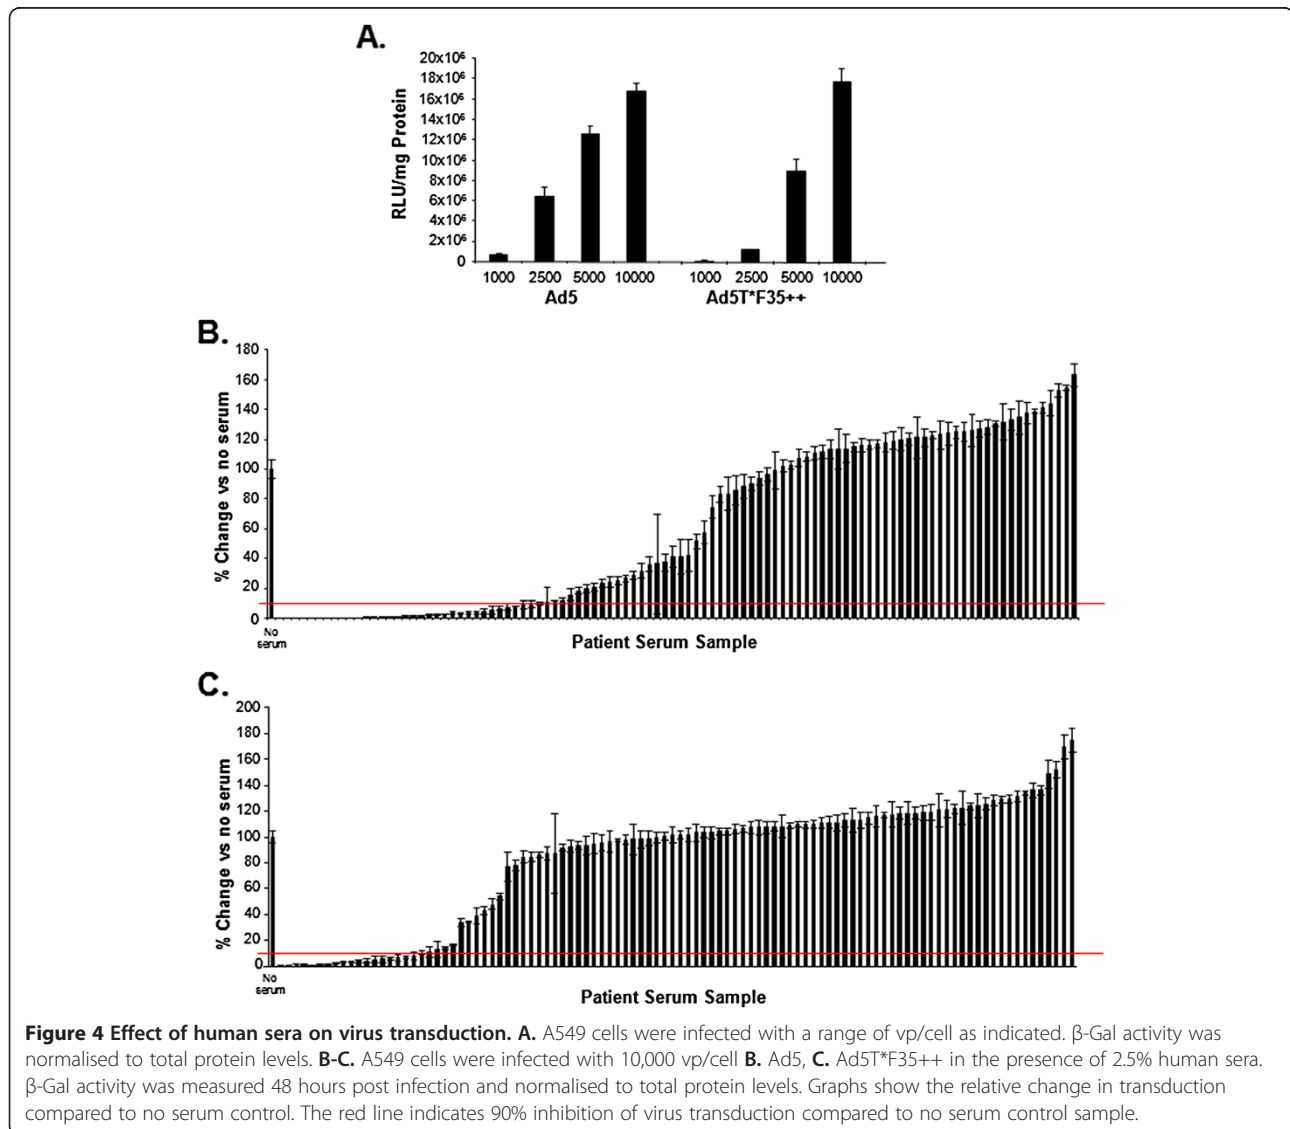 A.
RLU/mg Protein
20x10⁶
18x10⁶
16x10⁶
14x10⁶
12x10⁶
10x10⁶
8x10⁶
6x10⁶
4x10⁶
2x10⁶
0
1000 2500 5000 10000 1000 2500 5000 10000
Ad5 Ad5T*F35++
B.
% Change vs no serum
180
160
140
120
100
80
60
40
20
0
No
serum
Patient Serum Sample
C.
% Change vs no serum
200
180
160
140
120
100
80
60
40
20
0
No
serum
Patient Serum Sample
Figure 4 Effect of human sera on virus transduction. A. A549 cells were infected with a range of vp/cell as indicated. β-Gal activity was
normalised to total protein levels. B-C. A549 cells were infected with 10,000 vp/cell B. Ad5, C. Ad5T*F35++ in the presence of 2.5% human sera.
β-Gal activity was measured 48 hours post infection and normalised to total protein levels. Graphs show the relative change in transduction
compared to no serum control. The red line indicates 90% inhibition of virus transduction compared to no serum control sample.